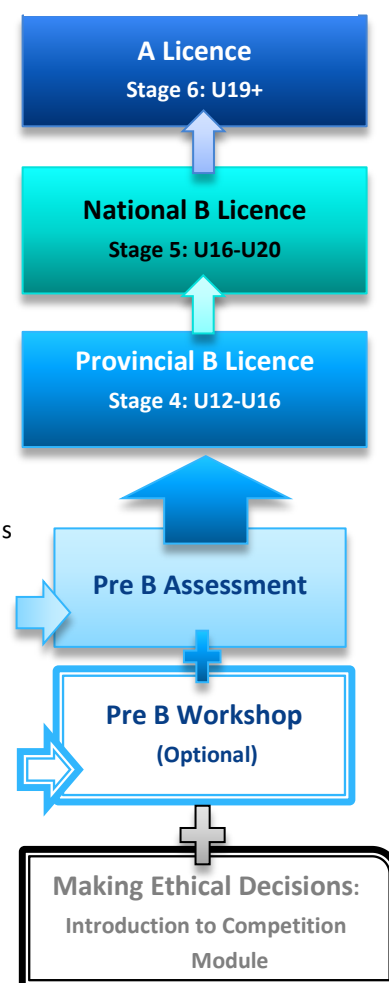 A Licence
Stage 6: U19+
National B Licence
Stage 5: U16-U20
Provincial B Licence
Stage 4: U12-U16
s
Pre B Assessment
Pre B Workshop
(Optional)
Making Ethical Decisions:
Introduction to Competition
Module